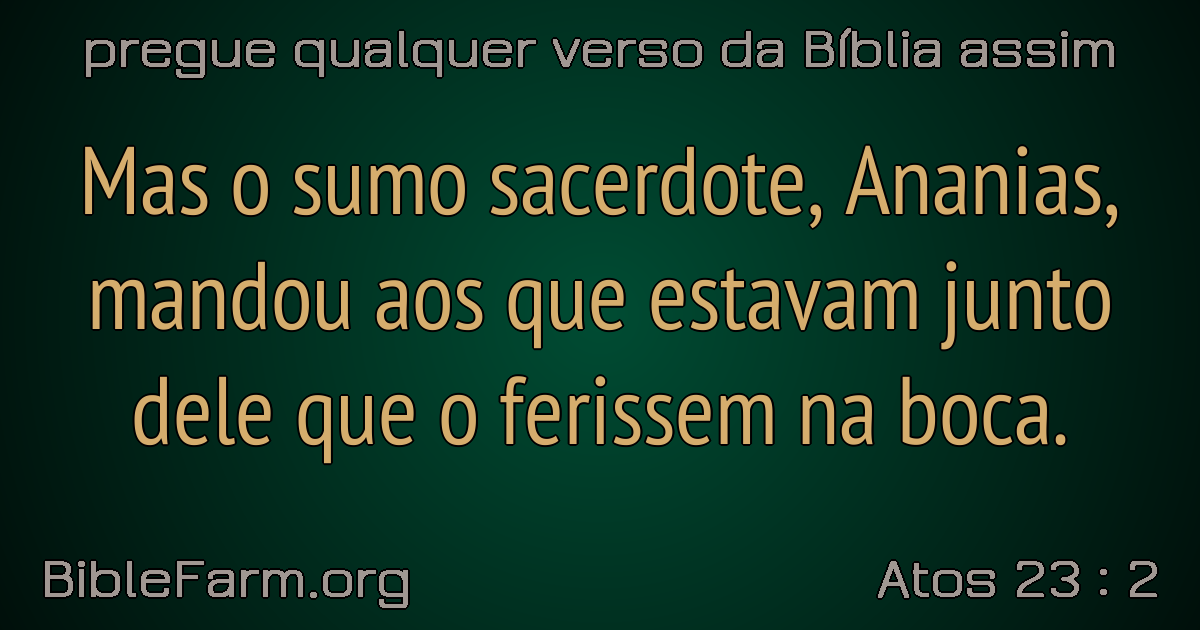 pregue qualquer verso da Bíblia assim
Mas o sumo sacerdote, Ananias,
mandou aos que estavam junto
dele que o ferissem na boca.
BibleFarm.org
Atos 23 : 2